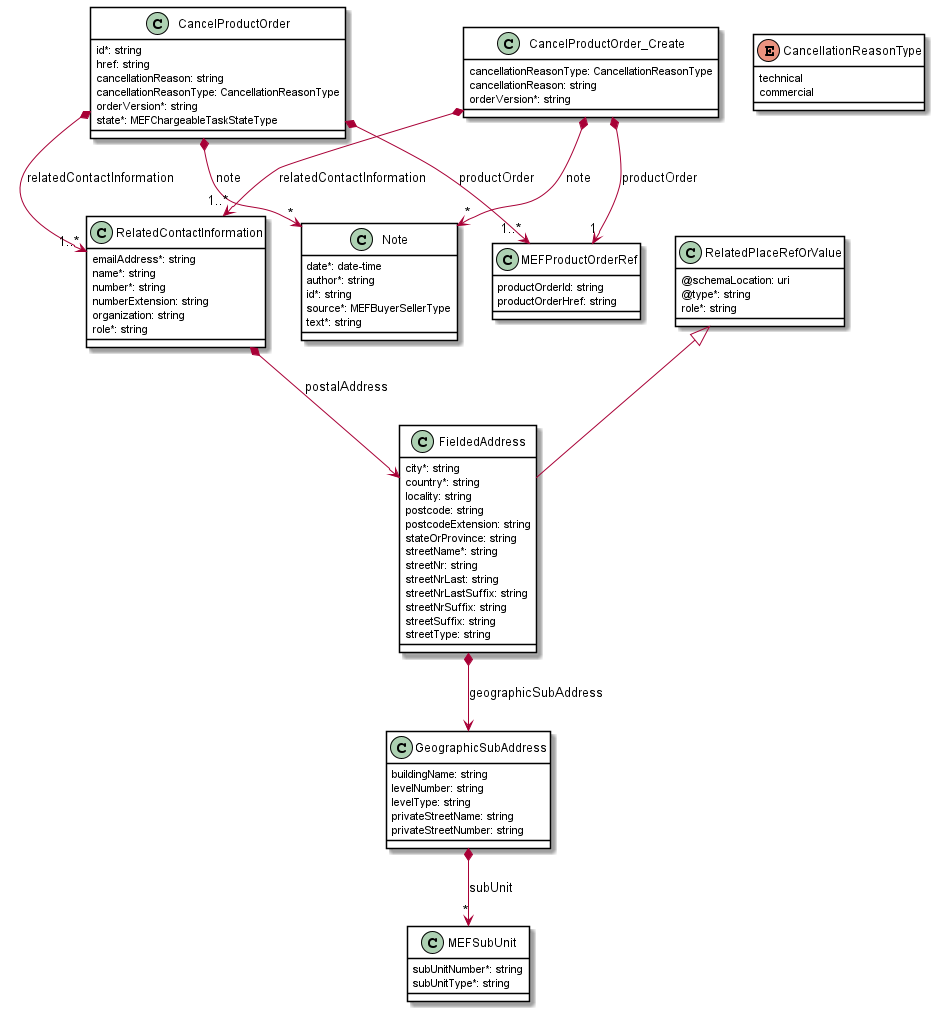 C CancelProductOrder
id*: string
href: string
cancellationReason: string
cancellationReasonType: CancellationReasonType
orderVersion*: string
state*: MEFChargeableTaskStateType
C CancelProductOrder_Create
cancellationReasonType: CancellationReasonType
cancellationReason: string
orderVersion*: string
E CancellationReasonType
technical
commercial
relatedContactInformation
1..*
note
*
relatedContactInformation
1..*
productOrder
1..*
note
*
productOrder
1
C RelatedContactInformation
emailAddress*: string
name*: string
number*: string
numberExtension: string
organization: string
role*: string
C Note
date*: date-time
author*: string
id*: string
source*: MEFBuyerSellerType
text*: string
C MEFProductOrderRef
productOrderId: string
productOrderHref: string
C RelatedPlaceRefOrValue
@schemaLocation: uri
@type*: string
role*: string
postalAddress
C FieldedAddress
city*: string
country*: string
locality: string
postcode: string
postcodeExtension: string
stateOrProvince: string
streetName*: string
streetNr: string
streetNrLast: string
streetNrLastSuffix: string
streetNrSuffix: string
streetSuffix: string
streetType: string
geographicSubAddress
C GeographicSubAddress
buildingName: string
levelNumber: string
levelType: string
privateStreetName: string
privateStreetNumber: string
subUnit
*
C MEFSubUnit
subUnitNumber*: string
subUnitType*: string